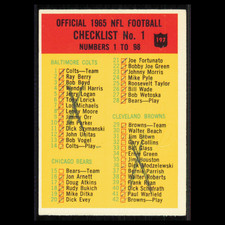 OFFICIAL 1965 NFL FOOTBALL
CHECKLIST No. 1
NUMBERS 1 TO 98
197
BALTIMORE COLTS
Colts—Team
Ray Berry
Bob Boyd
Wendell Harris
Jerry Logan
Tony Lorick
Lou Michaels
Lenny Moore
Jimmy Orr
Jim Parker
Dick Szymanski
John Unitas
Bob Vogel
Colts—Play
CHICAGO BEARS
Bears—Team
Jon Arnett
Doug Atkins
Rudy Bukich
Mike Ditka
Dick Evey
Joe Fortunato
Bobby Joe Green
Johnny Morris
Mike Pyle
Roosevelt Taylor
Bill Wade
Bob Wetoska
Bears—Play
CLEVELAND BROWNS
Browns—Team
Walter Beach
Jim Brown
Gary Collins
Bill Glass
Ernie Green
Jim Houston
Dick Modzelewski
Bernie Parrish
Walter Roberts
Frank Ryan
Dick Schafrath
Paul Warfield
Browns—Play